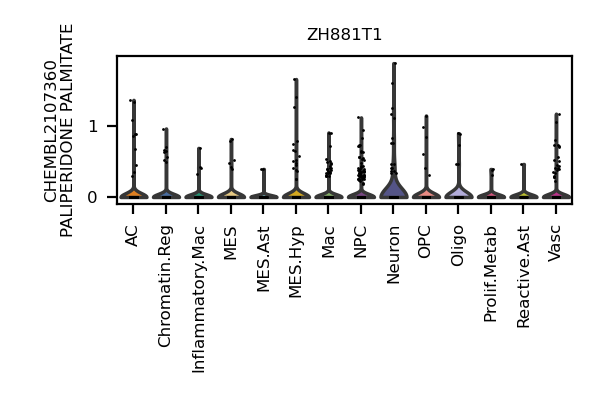 ZH881T1
CHEMBL2107360
PALIPERIDONE PALMITATE
1
0
AC
Chromatin.Reg
Inflammatory.Mac
MES
MES.Ast
MES.Hyp
Mac
NPC
Neuron
OPC
Oligo
Prolif.Metab
Reactive.Ast
Vasc